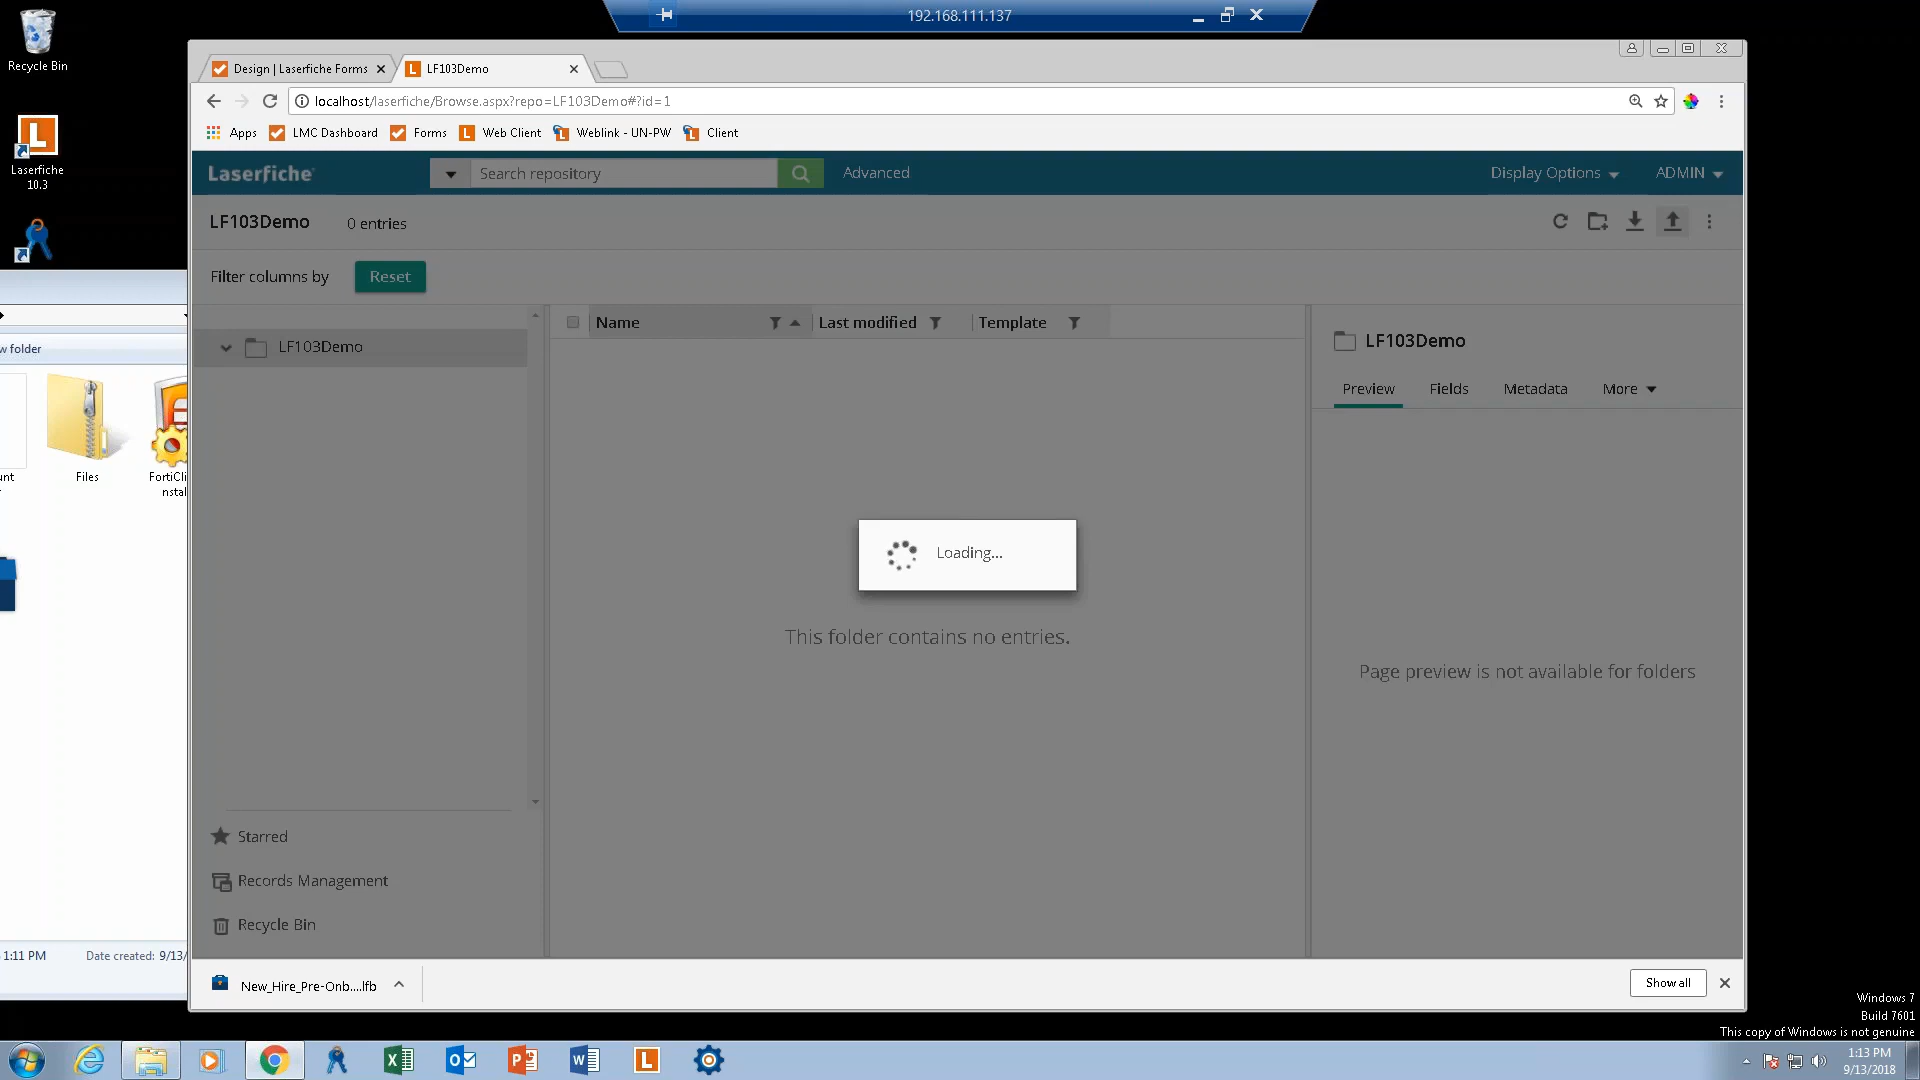 192.168.111.137
Recycle Bin
Laserfiche
10.3
w folder
Files
FortiCli
nstal
1:11 PM
Date created: 9/13/
Design | Laserfiche Forms
LF103Demo
localhost/laserfiche/Browse.aspx?repo=LF103Demo#?id=1
Apps
LMC Dashboard
Forms
Web Client
Weblink - UN-PW
Client
Laserfiche
Search repository
Advanced
Display Options
ADMIN
LF103Demo
0 entries
Filter columns by
Reset
LF103Demo
Name
Last modified
Template
LF103Demo
Preview
Fields
Metadata
More
Loading...
This folder contains no entries.
Page preview is not available for folders
Starred
Records Management
Recycle Bin
New_Hire_Pre-Onb....lfb
Show all
Windows 7
Build 7601
This copy of Windows is not genuine
1:13 PM
9/13/2018